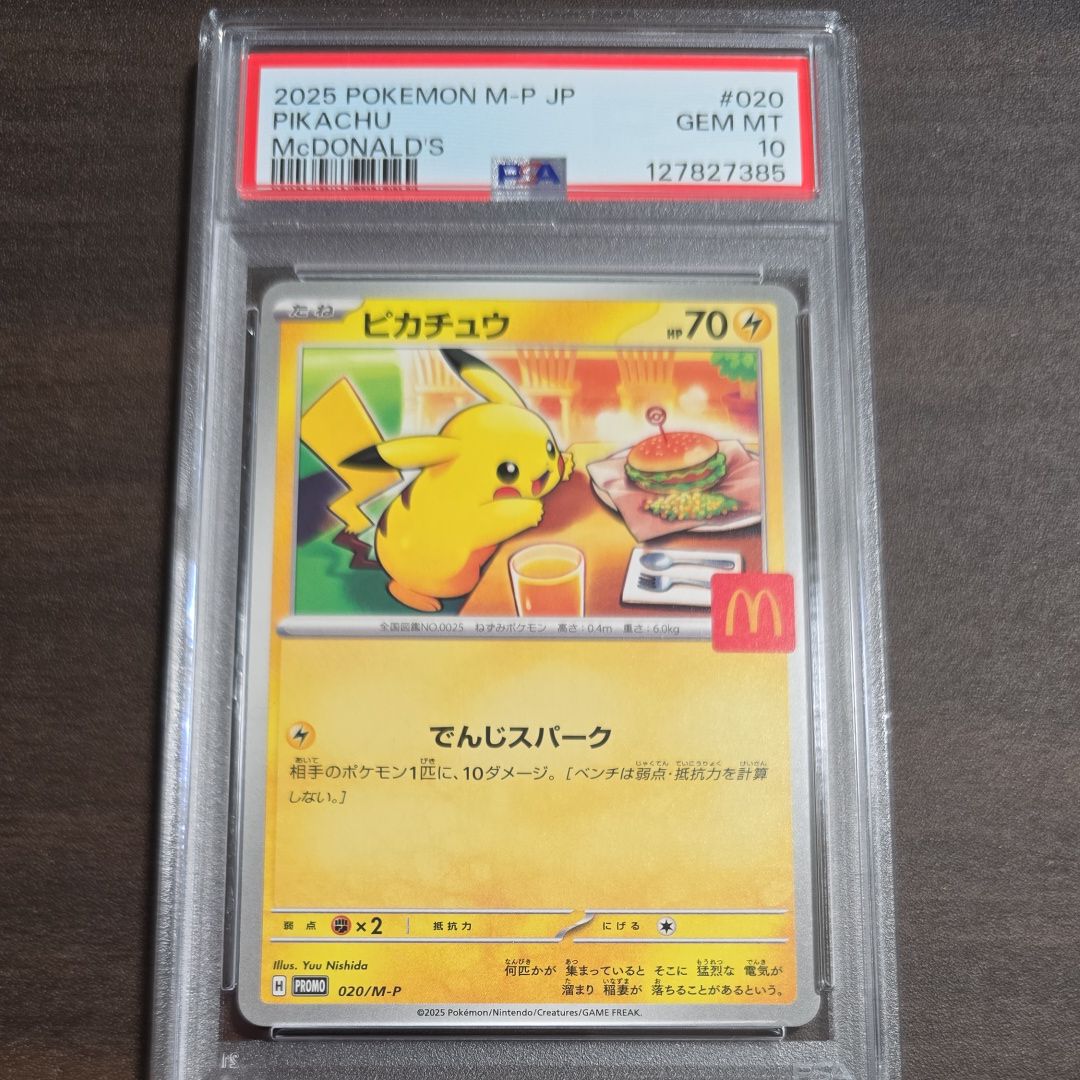 2025 POKEMON M-P JP #020
PIKACHU GEM MT
McDONALD'S 10
PSA 127827385
たね ピカチュウ HP70
全国図鑑NO.0025 ねずみポケモン 高さ:0.4m 重さ:6.0kg
でんじスパーク
相手のポケモン1匹に、10ダメージ。[ベンチは弱点・抵抗力を計算
しない。]
弱点 ×2 抵抗力 にげる
Illus. Yuu Nishida
何匹かが 集まっていると そこに 猛烈な 電気が
H PROMO 020/M-P
溜まり 稲妻が 落ちることがあるという。
©2025 Pokémon/Nintendo/Creatures/GAME FREAK.